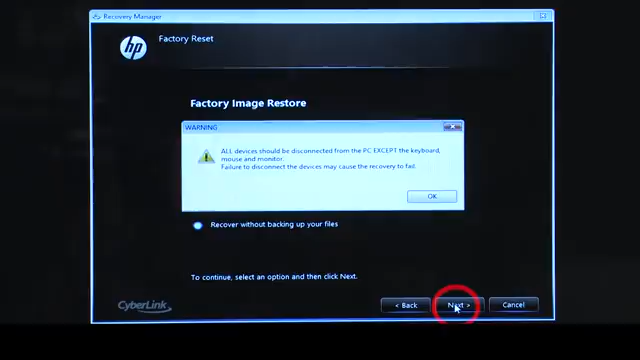 Recovery Manager
hp
Factory Reset
Factory Image Restore
WARNING
ALL devices should be disconnected from the PC EXCEPT the keyboard,
mouse and monitor.
Failure to disconnect the devices may cause the recovery to fail.
OK
Recover without backing up your files
To continue, select an option and then click Next.
CyberLink
< Back
Next >
Cancel